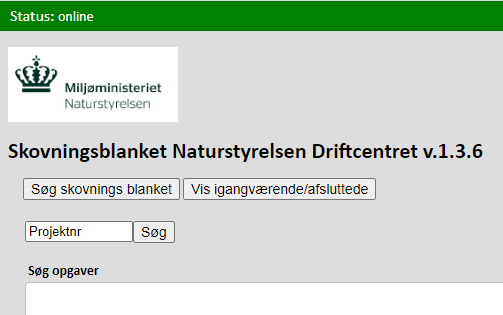 Status: online
Miljøministeriet
Naturstyrelsen
Skovningsblanket Naturstyrelsen Driftcentret v.1.3.6
Søg skovnings blanket Vis igangværende/afsluttede
Projektnr Søg
Søg opgaver